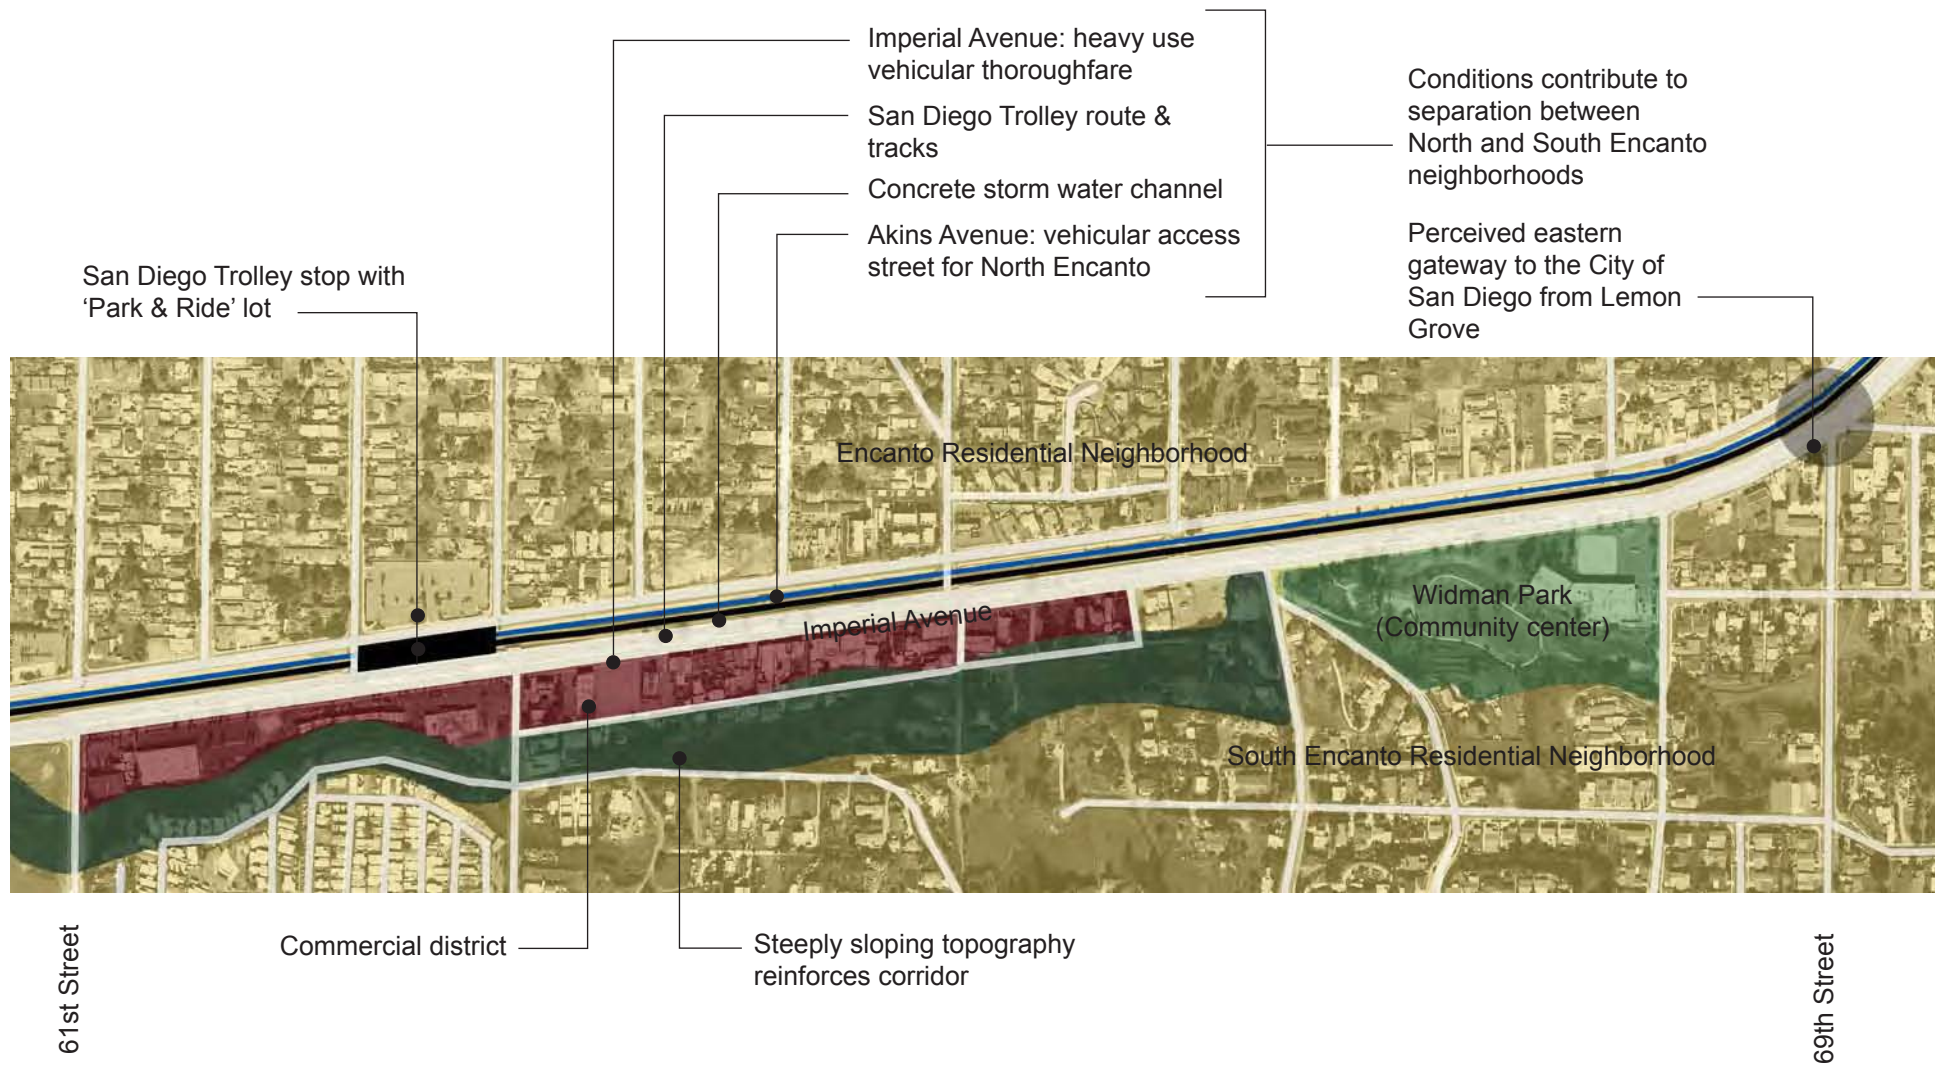 Imperial Avenue: heavy use
vehicular thoroughfare
San Diego Trolley route &
tracks
Concrete storm water channel
Akins Avenue: vehicular access
street for North Encanto
Conditions contribute to
separation between
North and South Encanto
neighborhoods
Perceived eastern
gateway to the City of
San Diego from Lemon
Grove
San Diego Trolley stop with
‘Park & Ride’ lot
Encanto Residential Neighborhood
Imperial Avenue
Widman Park
(Community center)
South Encanto Residential Neighborhood
Commercial district
Steeply sloping topography
reinforces corridor
61st Street
69th Street